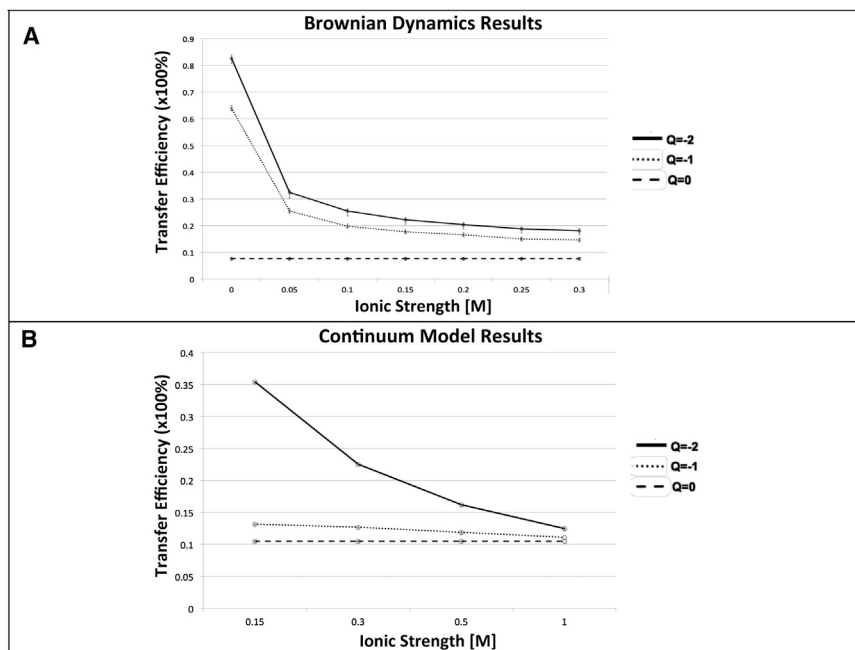 A
Brownian Dynamics Results
Transfer Efficiency (x100%)
0.9
0.8
0.7
0.6
0.5
0.4
0.3
0.2
0.1
0
0 0.05 0.1 0.15 0.2 0.25 0.3
Ionic Strength [M]
Q=-2
Q=-1
Q=0
B
Continuum Model Results
Transfer Efficiency (x100%)
0.4
0.35
0.3
0.25
0.2
0.15
0.1
0.05
0
0.15 0.3 0.5 1
Ionic Strength [M]
Q=-2
Q=-1
Q=0